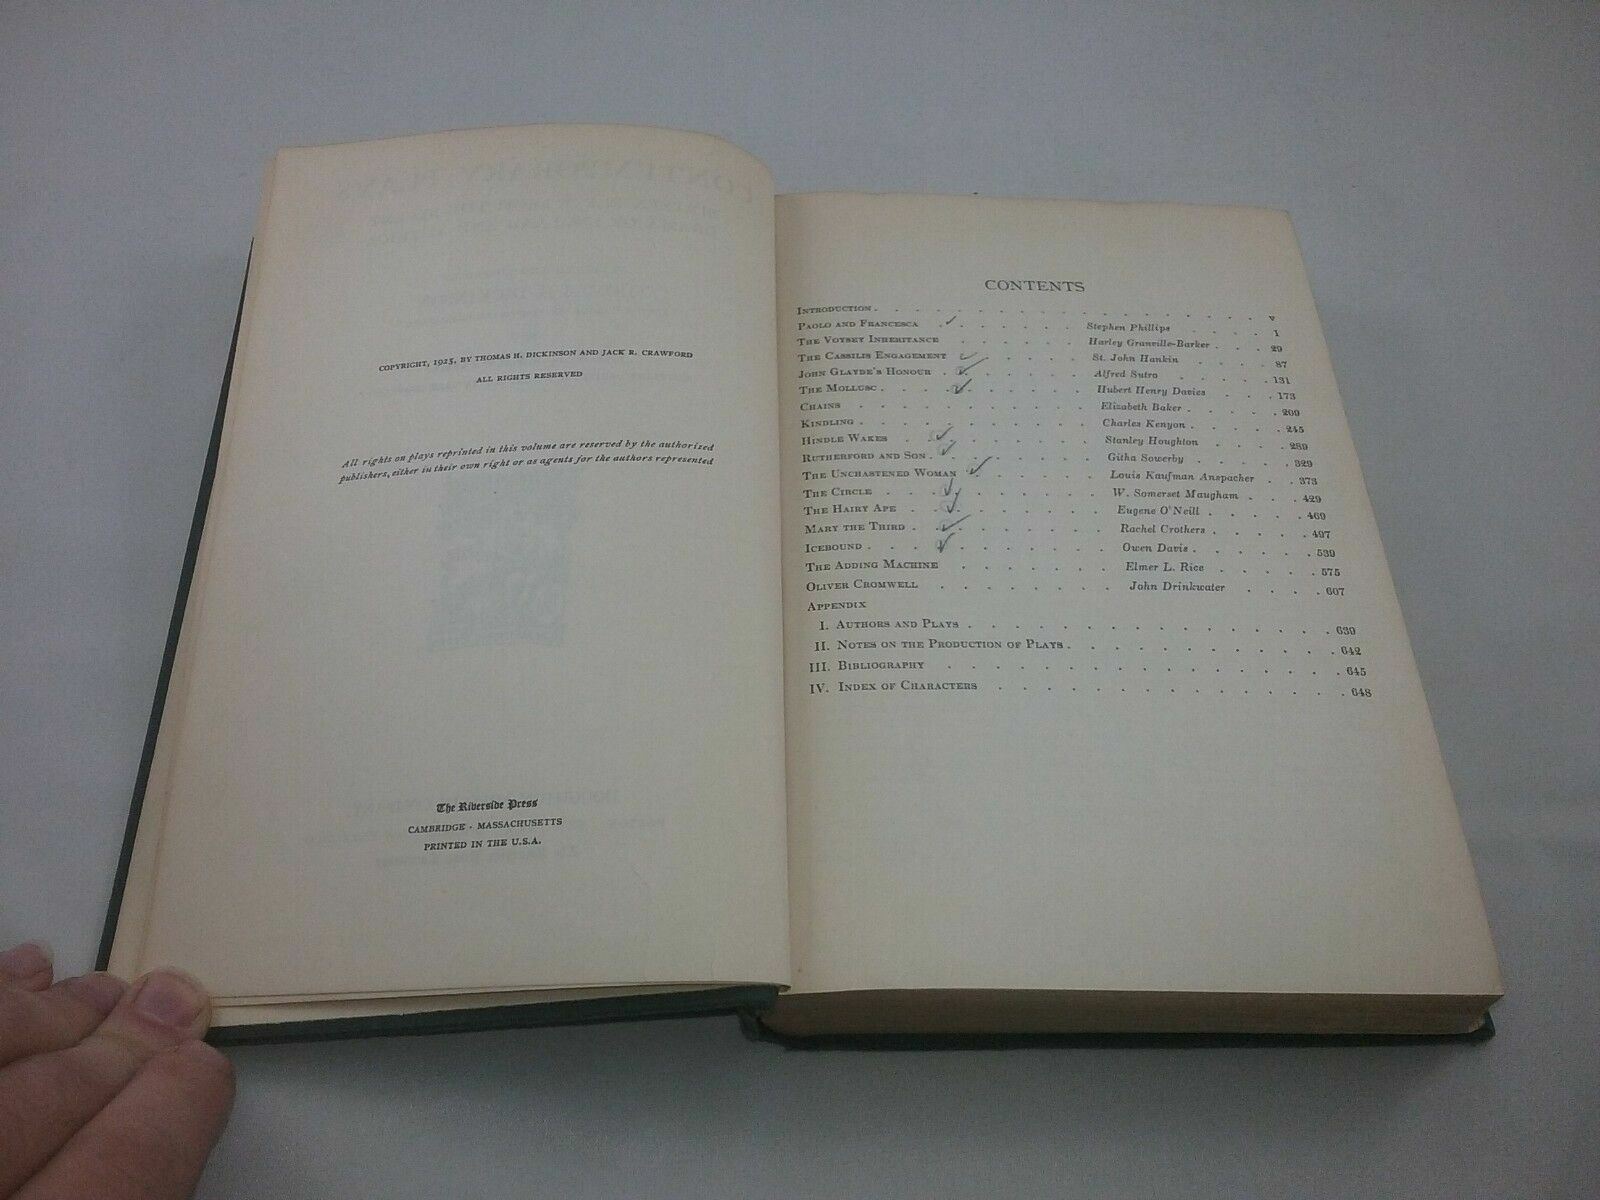 COPYRIGHT, 1925, BY THOMAS H. DICKINSON AND JACK R. CRAWFORD
ALL RIGHTS RESERVED
All rights on plays reprinted in this volume are reserved by the authorized
publishers, either in their own right or as agents for the authors represented
The Riverside Press
CAMBRIDGE · MASSACHUSETTS
PRINTED IN THE U.S.A.
CONTENTS
INTRODUCTION . . . . v
PAOLO AND FRANCESCA . . . . Stephen Phillips . . . . 1
THE VOYSEY INHERITANCE . . . . Harley Granville-Barker . . . . 29
THE CASSILIS ENGAGEMENT . . . . St. John Hankin . . . . 87
JOHN GLAYDE'S HONOUR . . . . Alfred Sutro . . . . 131
THE MOLLUSC . . . . Hubert Henry Davies . . . . 173
CHAINS . . . . Elizabeth Baker . . . . 209
KINDLING . . . . Charles Kenyon . . . . 245
HINDLE WAKES . . . . Stanley Houghton . . . . 289
RUTHERFORD AND SON . . . . Githa Sowerby . . . . 329
THE UNCHASTENED WOMAN . . . . Louis Kaufman Anspacher . . . . 373
THE CIRCLE . . . . W. Somerset Maugham . . . . 429
THE HAIRY APE . . . . Eugene O'Neill . . . . 469
MARY THE THIRD . . . . Rachel Crothers . . . . 497
ICEBOUND . . . . Owen Davis . . . . 539
THE ADDING MACHINE . . . . Elmer L. Rice . . . . 575
OLIVER CROMWELL . . . . John Drinkwater . . . . 607
APPENDIX
I. AUTHORS AND PLAYS . . . . 639
II. NOTES ON THE PRODUCTION OF PLAYS . . . . 642
III. BIBLIOGRAPHY . . . . 645
IV. INDEX OF CHARACTERS . . . . 648